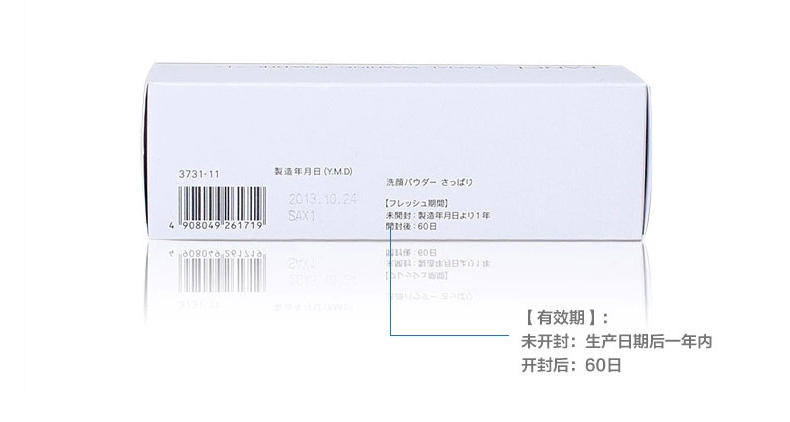 3731-11
4 908049 261719
製造年月日(Y.M.D)
2013.10.24
SAX1
洗顔パウダー さっぱり
【フレッシュ期間】
未開封:製造年月日より1年
開封後:60日
【有效期】:
未开封:生产日期后一年内
开封后:60日